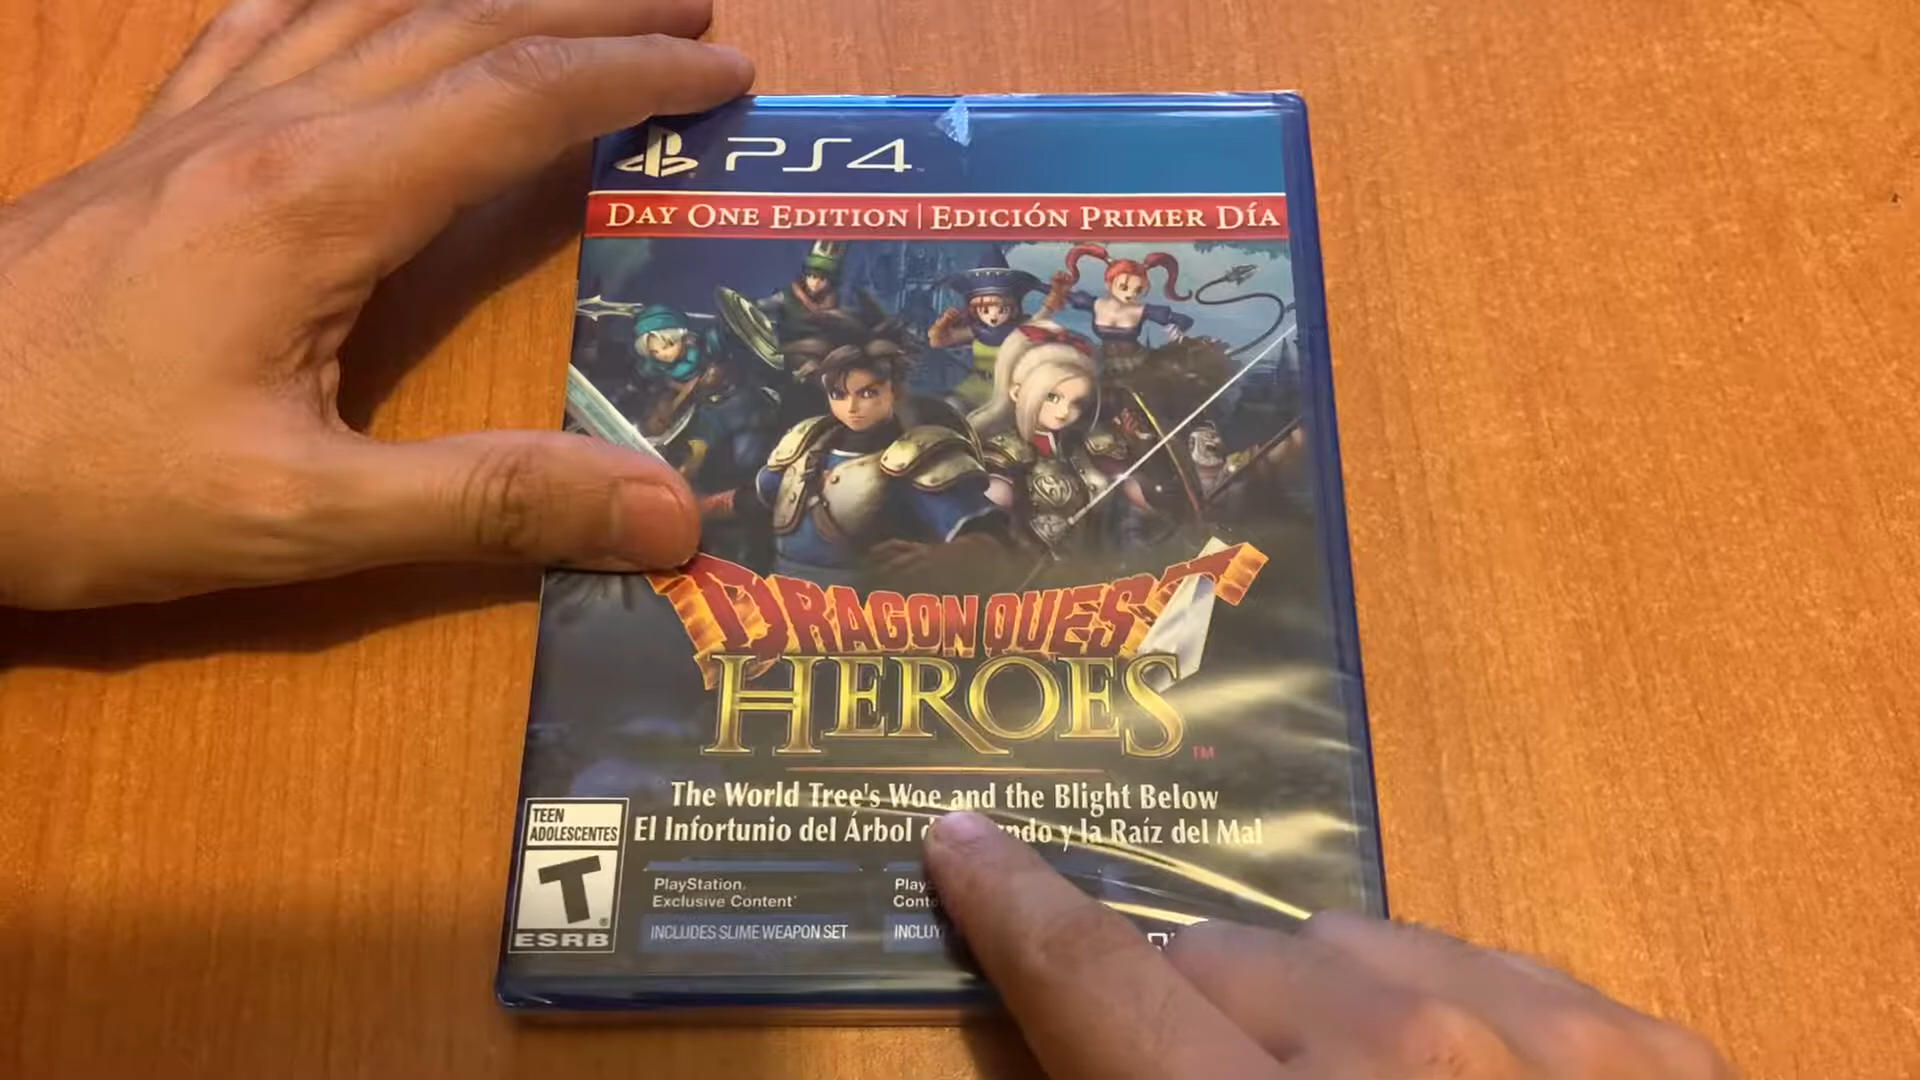 PS4
DAY ONE EDITION | EDICIÓN PRIMER DÍA
DRAGON QUEST
HEROES
TM
The World Tree's Woe and the Blight Below
El Infortunio del Árbol y la Raíz del Mal
TEEN
ADOLESCENTES
T
ESRB
PlayStation
Exclusive Content*
INCLUDES SLIME WEAPON SET